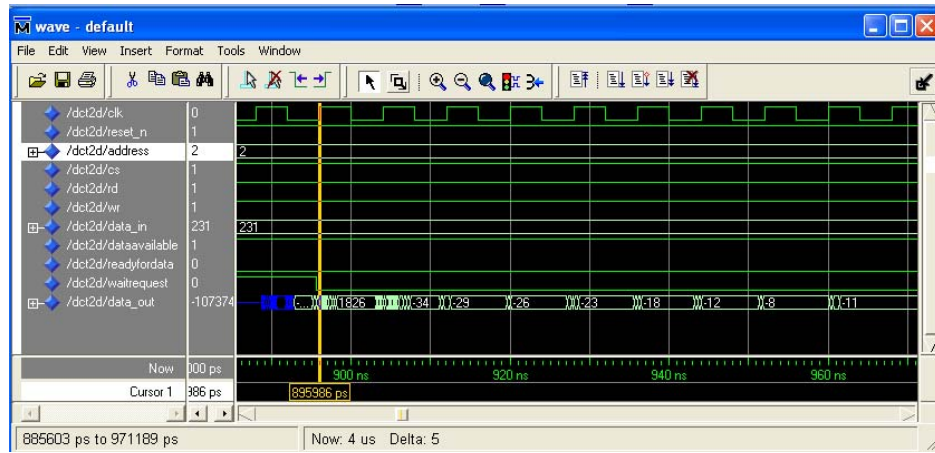 wave - default
File Edit View Insert Format Tools Window
/dct2d/clk 0
/dct2d/reset_n 1
/dct2d/address 2 2
/dct2d/cs 1
/dct2d/rd 1
/dct2d/wr 1
/dct2d/data_in 231 231
/dct2d/dataavailable 1
/dct2d/readyfordata 0
/dct2d/waitrequest 0
/dct2d/data_out -107374 (-... 1826 -34 -29 -26 -23 -18 -12 -8 -11
Now 000 ps 900 ns 920 ns 940 ns 960 ns
Cursor 1 986 ps 895986 ps
885603 ps to 971189 ps Now: 4 us Delta: 5